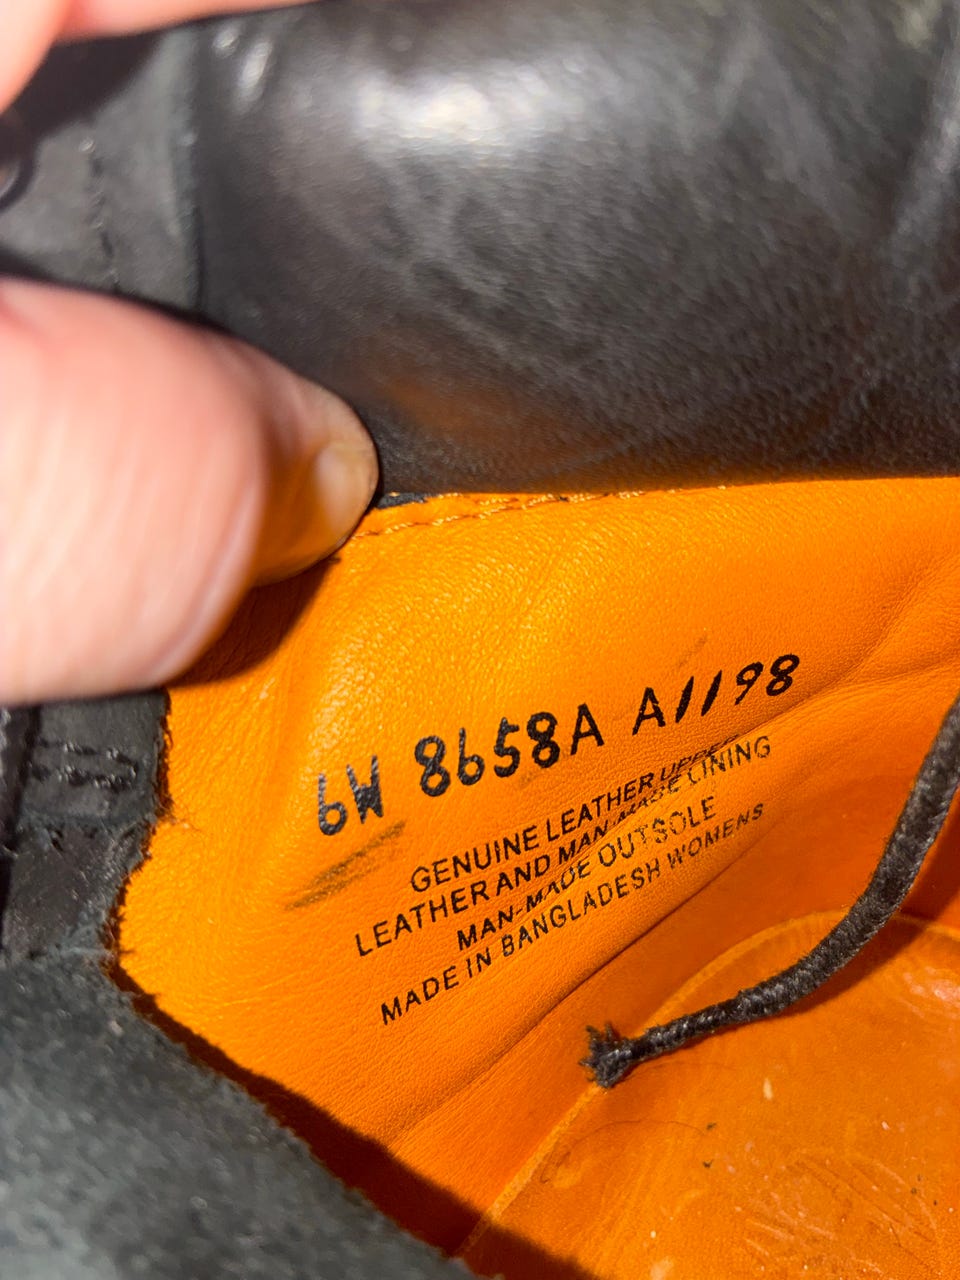 6W 8658A A1198
GENUINE LEATHER UPPER
LEATHER AND MAN-MADE LINING
MAN-MADE OUTSOLE
MADE IN BANGLADESH WOMENS